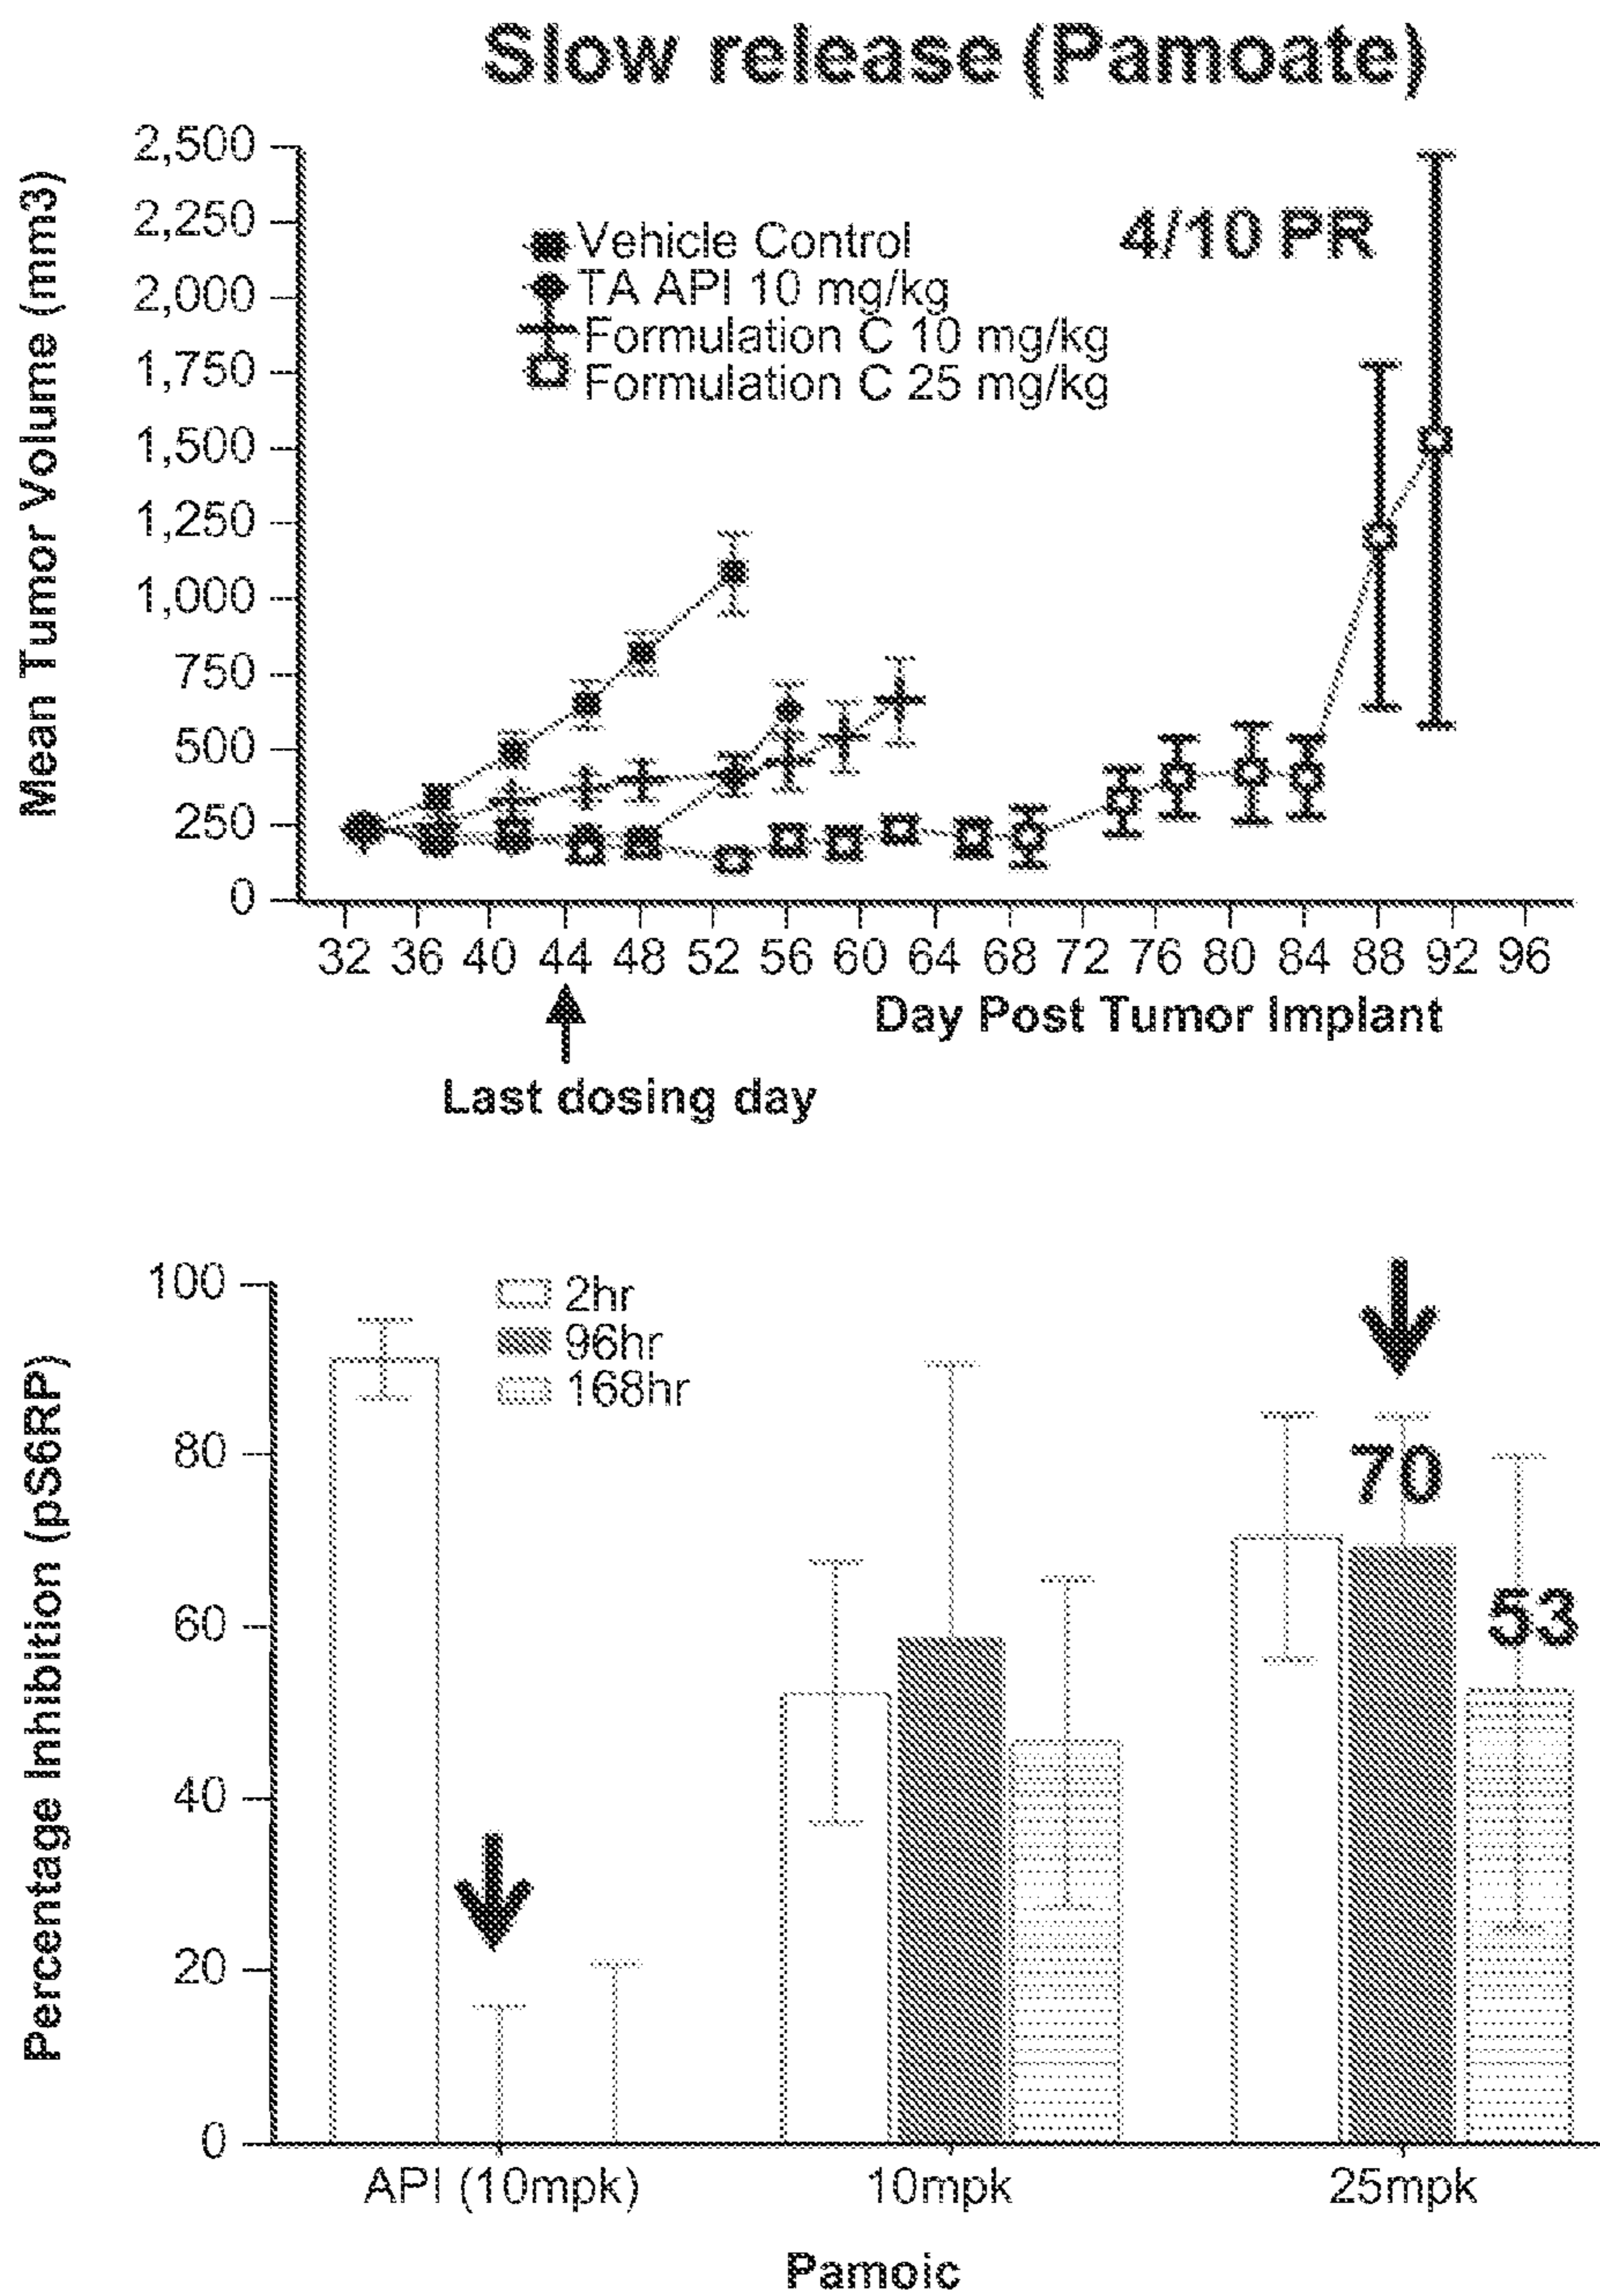 Slow release (Pamoate)
Mean Tumor Volume (mm3)
2,500
2,250
2,000
1,750
1,500
1,250
1,000
750
500
250
0
4/10 PR
Vehicle Control
TA API 10 mg/kg
Formulation C 10 mg/kg
Formulation C 25 mg/kg
32 36 40 44 48 52 56 60 64 68 72 76 80 84 88 92 96
Day Post Tumor Implant
Last dosing day
Percentage Inhibition (pS6RP)
100
80
60
40
20
0
2hr
96hr
168hr
70
53
API (10mpk) 10mpk 25mpk
Pamoic